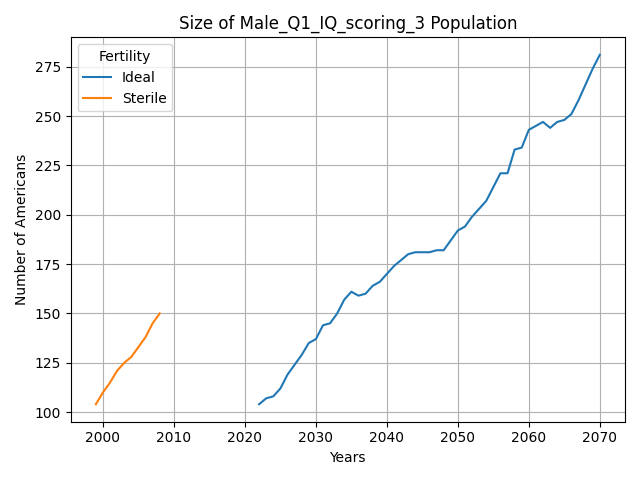 Size of Male_Q1_IQ_scoring_3 Population
Fertility
Ideal
Sterile
Number of Americans
275
250
225
200
175
150
125
100
2000 2010 2020 2030 2040 2050 2060 2070
Years